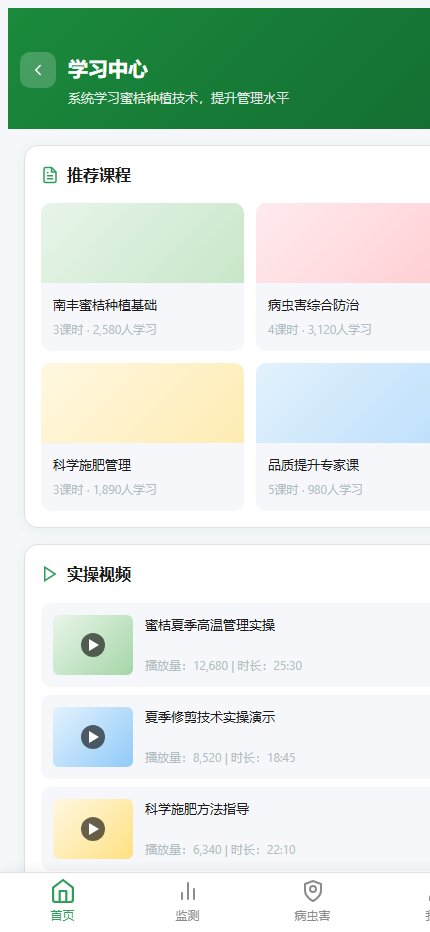 学习中心
系统学习蜜桔种植技术，提升管理水平
推荐课程
南丰蜜桔种植基础
3课时 · 2,580人学习
病虫害综合防治
4课时 · 3,120人学习
科学施肥管理
3课时 · 1,890人学习
品质提升专家课
5课时 · 980人学习
实操视频
蜜桔夏季高温管理实操
播放量：12,680 | 时长：25:30
夏季修剪技术实操演示
播放量：8,520 | 时长：18:45
科学施肥方法指导
播放量：6,340 | 时长：22:10
首页
监测
病虫害